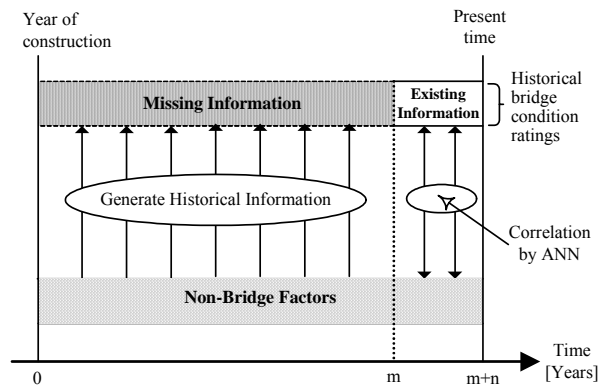 Year of
construction
Present
time
Missing Information
Existing
Information
Historical
bridge
condition
ratings
Generate Historical Information
Correlation
by ANN
Non-Bridge Factors
0
m
m+n
Time
[Years]